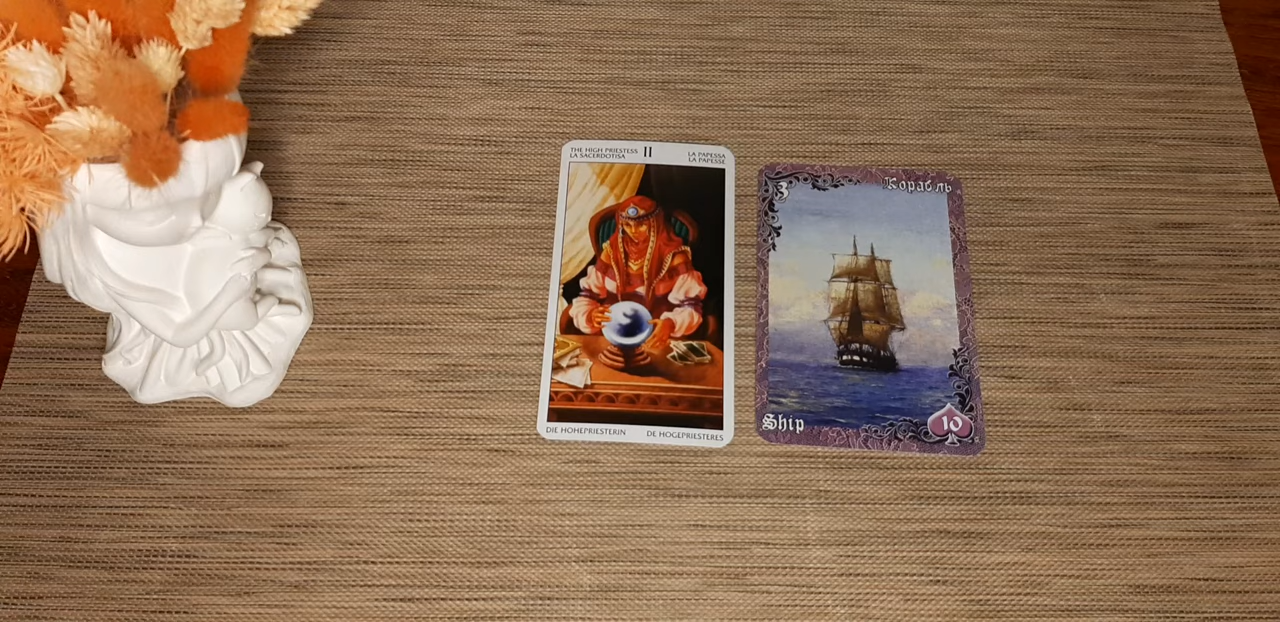 THE HIGH PRIESTESS
LA SACERDOTISA
II
LA PAPESSA
LA PAPESSE
DIE HOHEPRIESTERIN
DE HOGEPRIESTERES
3
Корабль
Ship
10